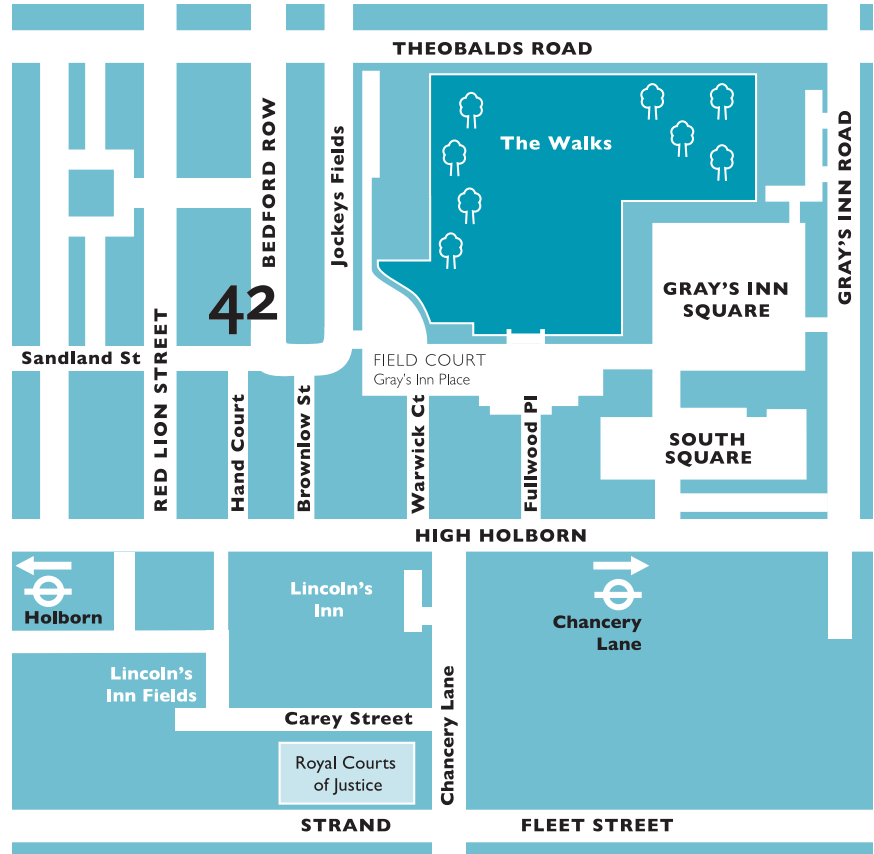 THEOBALDS ROAD
The Walks
BEDFORD ROW
Jockeys Fields
GRAY'S INN ROAD
GRAY'S INN
SQUARE
42
RED LION STREET
Sandland St
FIELD COURT
Gray's Inn Place
Hand Court
Brownlow St
Warwick Ct
Fullwood Pl
SOUTH
SQUARE
HIGH HOLBORN
Holborn
Lincoln's
Inn
Chancery
Lane
Lincoln's
Inn Fields
Chancery Lane
Carey Street
Royal Courts
of Justice
STRAND
FLEET STREET